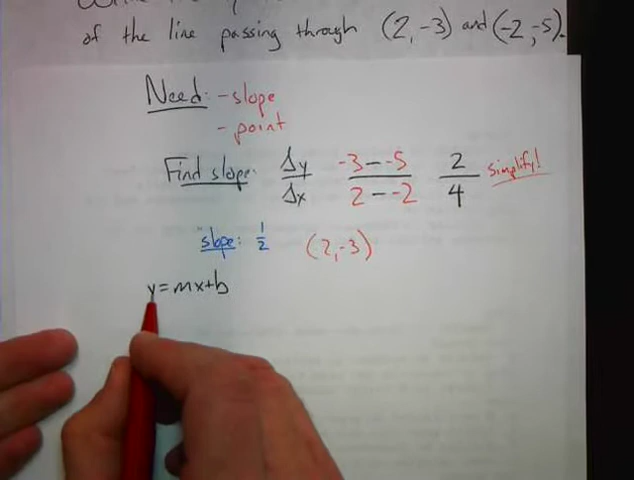 of the line passing through (2,-3) and (-2,-5).
Need: - slope
- point
Find slope: Δy/Δx -3--5/2--2 2/4 simplify!
slope: 1/2 (2,-3)
y=mx+b